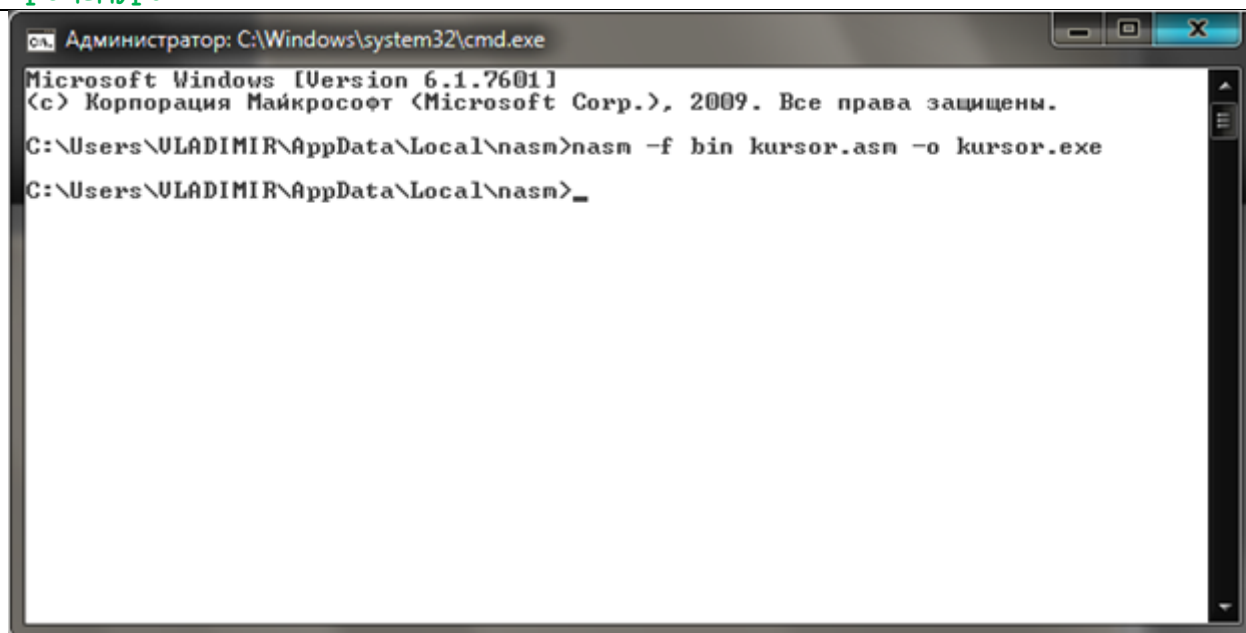 Администратор: C:\Windows\system32\cmd.exe
Microsoft Windows [Version 6.1.7601]
(c) Корпорация Майкрософт (Microsoft Corp.), 2009. Все права защищены.
C:\Users\VLADIMIR\AppData\Local\nasm>nasm -f bin kursor.asm -o kursor.exe
C:\Users\VLADIMIR\AppData\Local\nasm>_